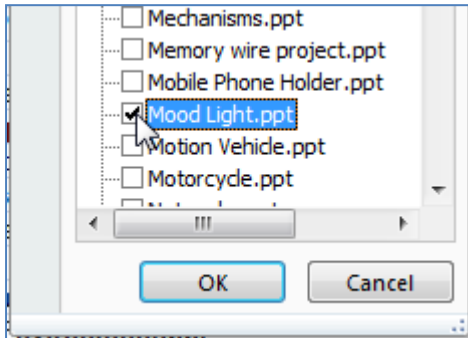 Mechanisms.ppt
Memory wire project.ppt
Mobile Phone Holder.ppt
Mood Light.ppt
Motion Vehicle.ppt
Motorcycle.ppt
OK Cancel